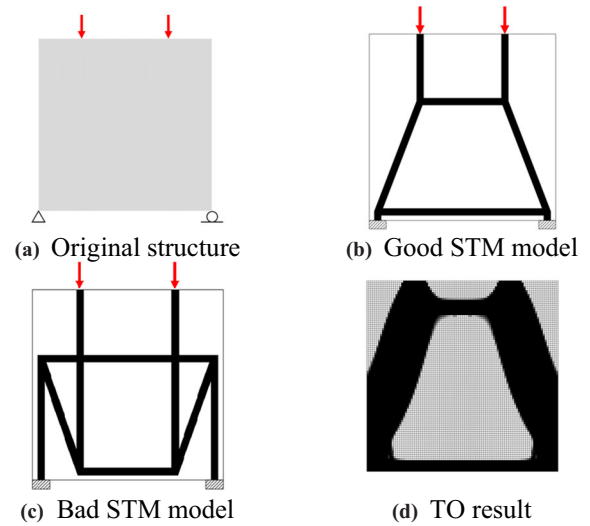 (a) Original structure
(b) Good STM model
(c) Bad STM model
(d) TO result